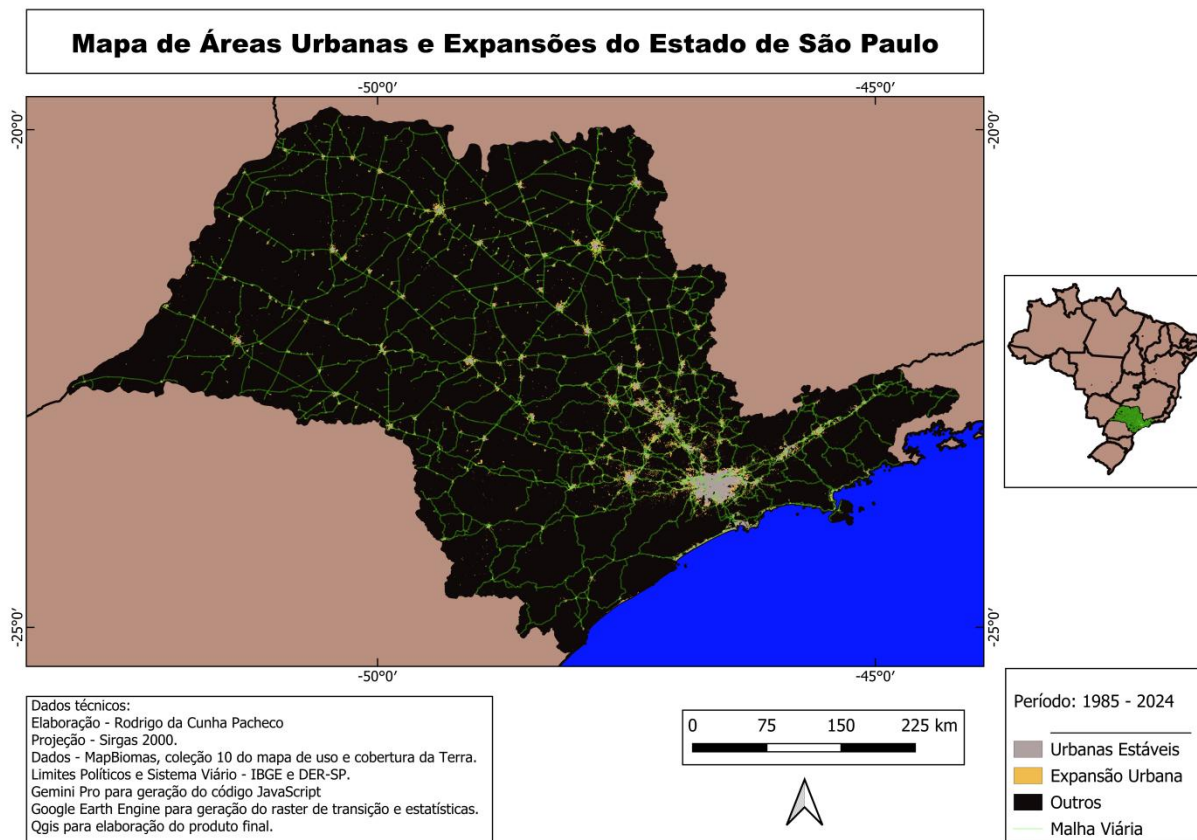 Mapa de Áreas Urbanas e Expansões do Estado de São Paulo
-50°0′ -45°0′
-20°0′ -20°0′
-25°0′ -25°0′
-50°0′ -45°0′
Dados técnicos:
Elaboração - Rodrigo da Cunha Pacheco
Projeção - Sirgas 2000.
Dados - MapBiomas, coleção 10 do mapa de uso e cobertura da Terra.
Limites Políticos e Sistema Viário - IBGE e DER-SP.
Gemini Pro para geração do código JavaScript
Google Earth Engine para geração do raster de transição e estatísticas.
Qgis para elaboração do produto final.
0 75 150 225 km
Período: 1985 - 2024
Urbanas Estáveis
Expansão Urbana
Outros
Malha Viária